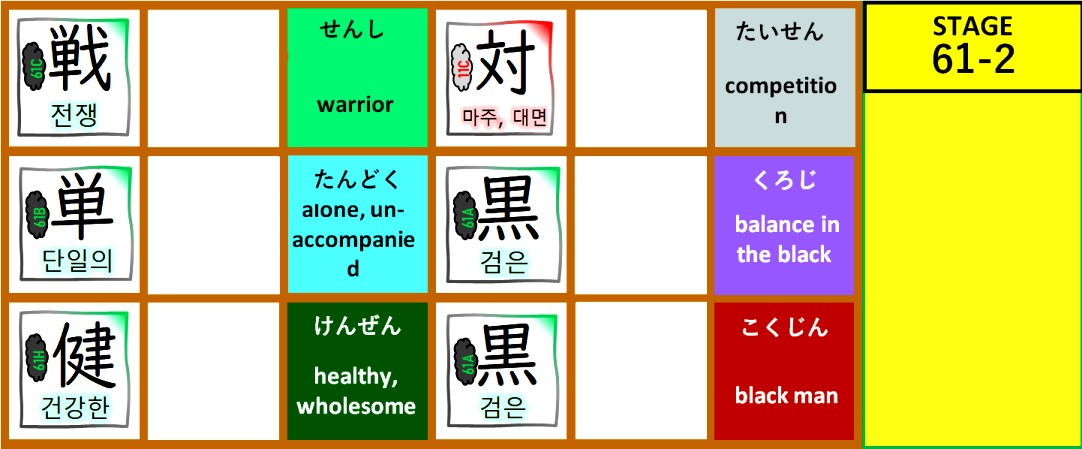 戦
61C
전쟁
せんし
warrior
対
11C
마주, 대면
たいせん
competitio
n
STAGE
61-2
単
61B
단일의
たんどく
alone, un-
accompanie
d
黒
61A
검은
くろじ
balance in
the black
健
61H
건강한
けんぜん
healthy,
wholesome
黒
61A
검은
こくじん
black man